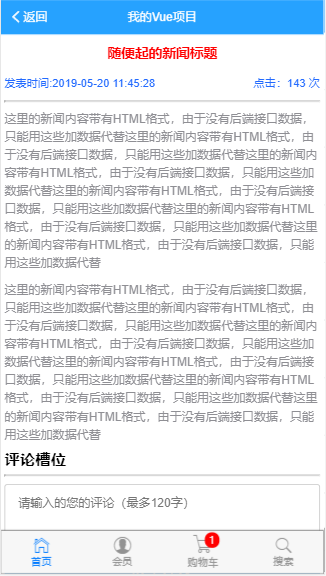 返回
我的Vue项目
随便起的新闻标题
发表时间:2019-05-20 11:45:28
点击：143 次
这里的新闻内容带有HTML格式，由于没有后端接口数据，
只能用这些加数据代替这里的新闻内容带有HTML格式，由
于没有后端接口数据，只能用这些加数据代替这里的新闻内
容带有HTML格式，由于没有后端接口数据，只能用这些加
数据代替这里的新闻内容带有HTML格式，由于没有后端接
口数据，只能用这些加数据代替这里的新闻内容带有HTML
格式，由于没有后端接口数据，只能用这些加数据代替这里
的新闻内容带有HTML格式，由于没有后端接口数据，只能
用这些加数据代替
这里的新闻内容带有HTML格式，由于没有后端接口数据，
只能用这些加数据代替这里的新闻内容带有HTML格式，由
于没有后端接口数据，只能用这些加数据代替这里的新闻内
容带有HTML格式，由于没有后端接口数据，只能用这些加
数据代替这里的新闻内容带有HTML格式，由于没有后端接
口数据，只能用这些加数据代替这里的新闻内容带有HTML
格式，由于没有后端接口数据，只能用这些加数据代替这里
的新闻内容带有HTML格式，由于没有后端接口数据，只能
用这些加数据代替
评论槽位
请输入的您的评论（最多120字）
1
首页
会员
购物车
搜索